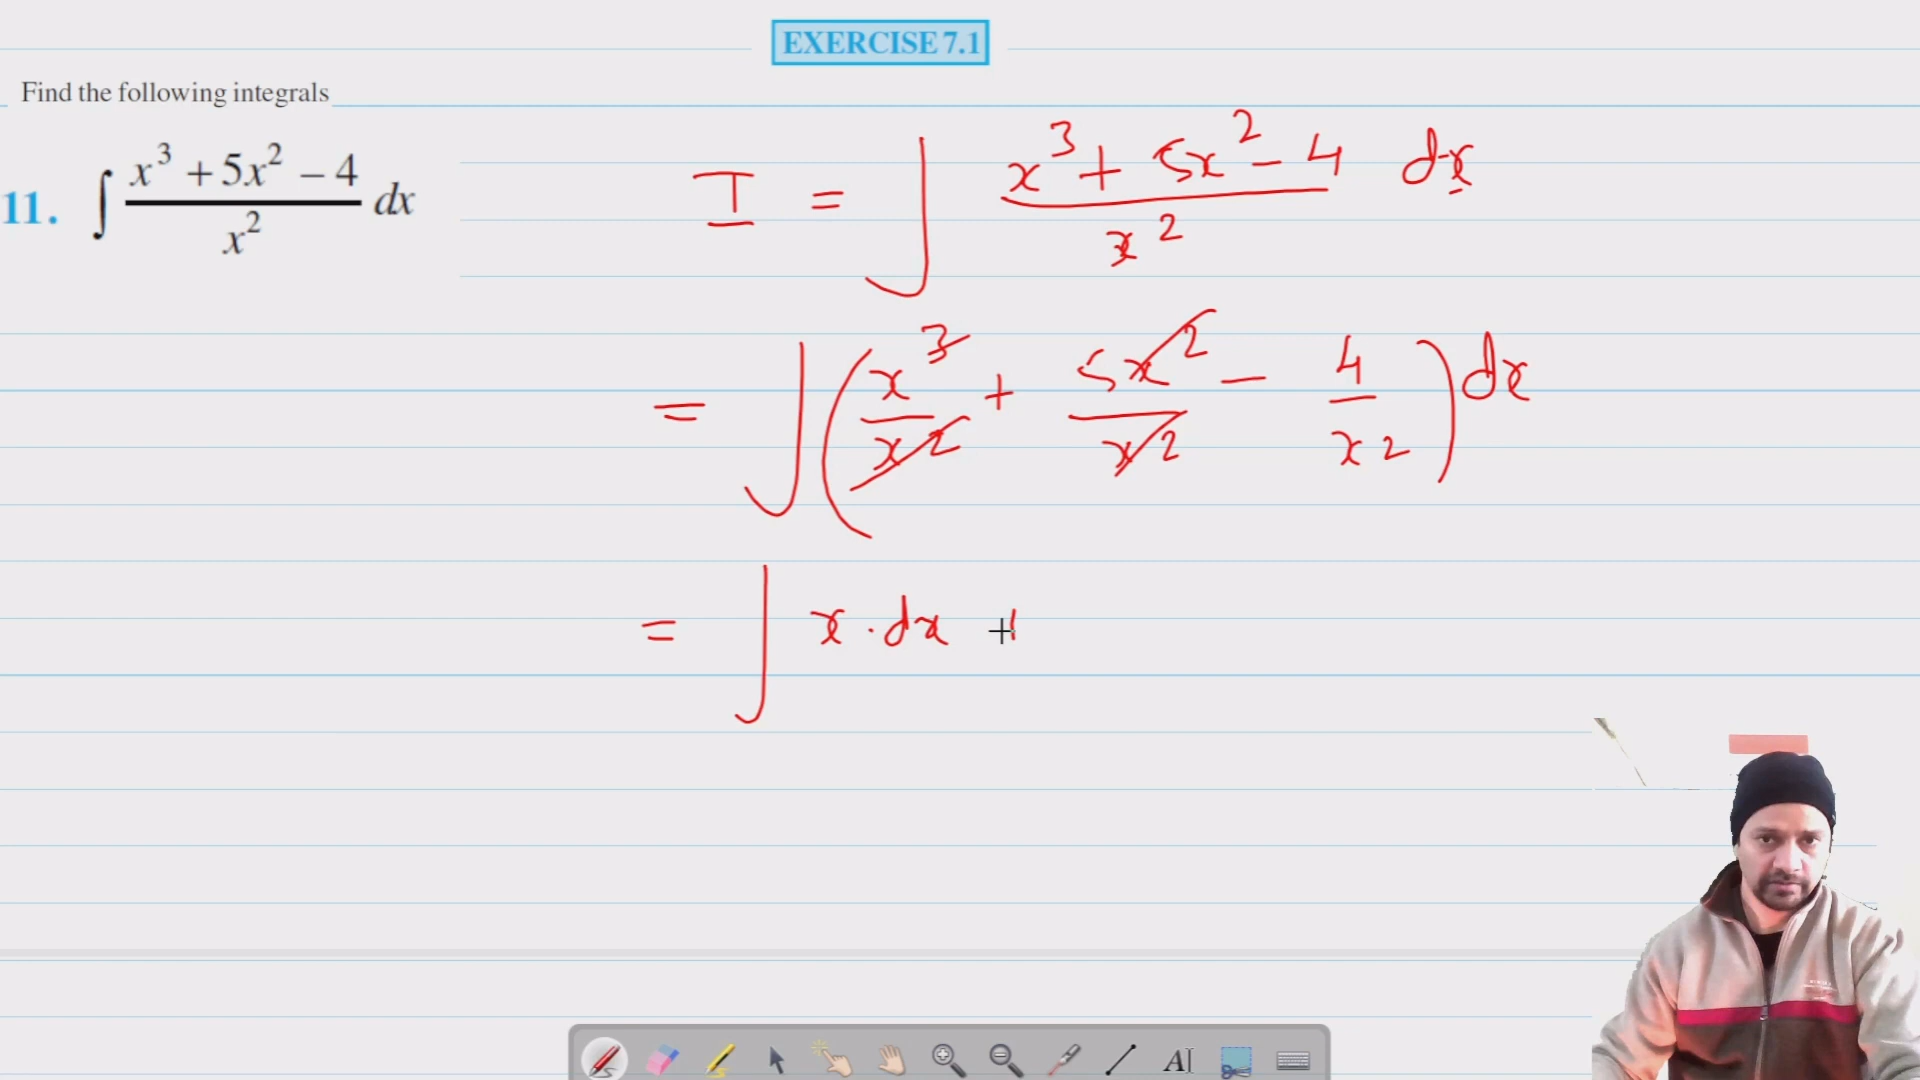 EXERCISE 7.1
Find the following integrals
11. ∫ (x³ + 5x² – 4)/x² dx
I = ∫ (x³ + 5x² – 4)/x² dx
= ∫ (x³/x² + 5x²/x² – 4/x²) dx
= ∫ x . dx +
AI